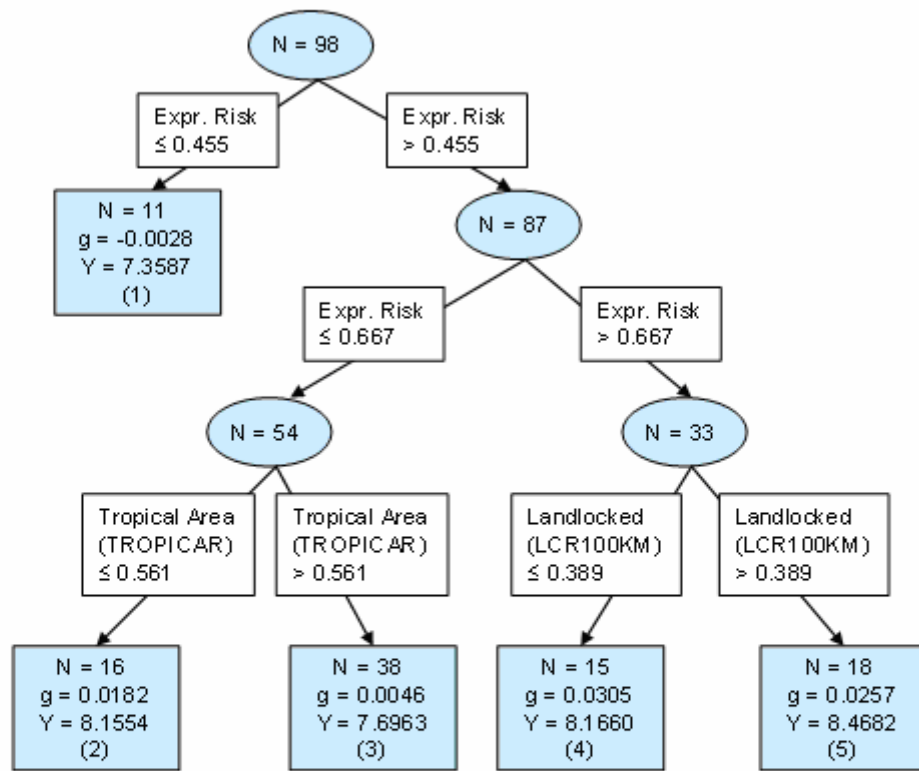 N = 98
Expr. Risk
≤ 0.455
Expr. Risk
> 0.455
N = 11
g = -0.0028
Y = 7.3587
(1)
N = 87
Expr. Risk
≤ 0.667
Expr. Risk
> 0.667
N = 54
N = 33
Tropical Area
(TROPICAR)
≤ 0.561
Tropical Area
(TROPICAR)
> 0.561
Landlocked
(LCR100KM)
≤ 0.389
Landlocked
(LCR100KM)
> 0.389
N = 16
g = 0.0182
Y = 8.1554
(2)
N = 38
g = 0.0046
Y = 7.6963
(3)
N = 15
g = 0.0305
Y = 8.1660
(4)
N = 18
g = 0.0257
Y = 8.4682
(5)